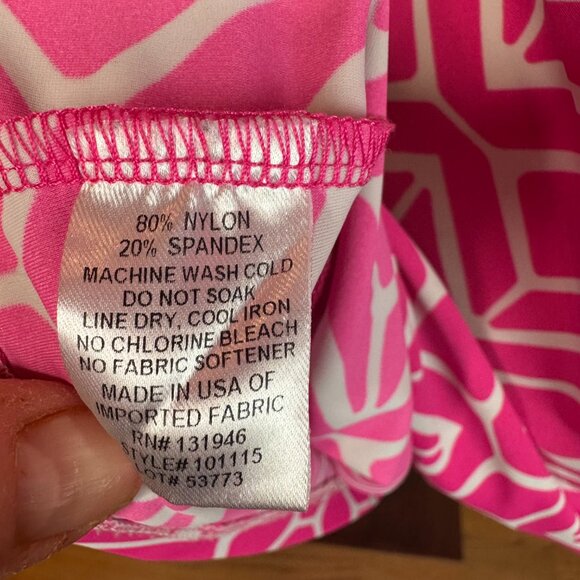 80% NYLON
20% SPANDEX
MACHINE WASH COLD
DO NOT SOAK
LINE DRY, COOL IRON
NO CHLORINE BLEACH
NO FABRIC SOFTENER
MADE IN USA OF
IMPORTED FABRIC
RN# 131946
STYLE# 101115
LOT# 53773